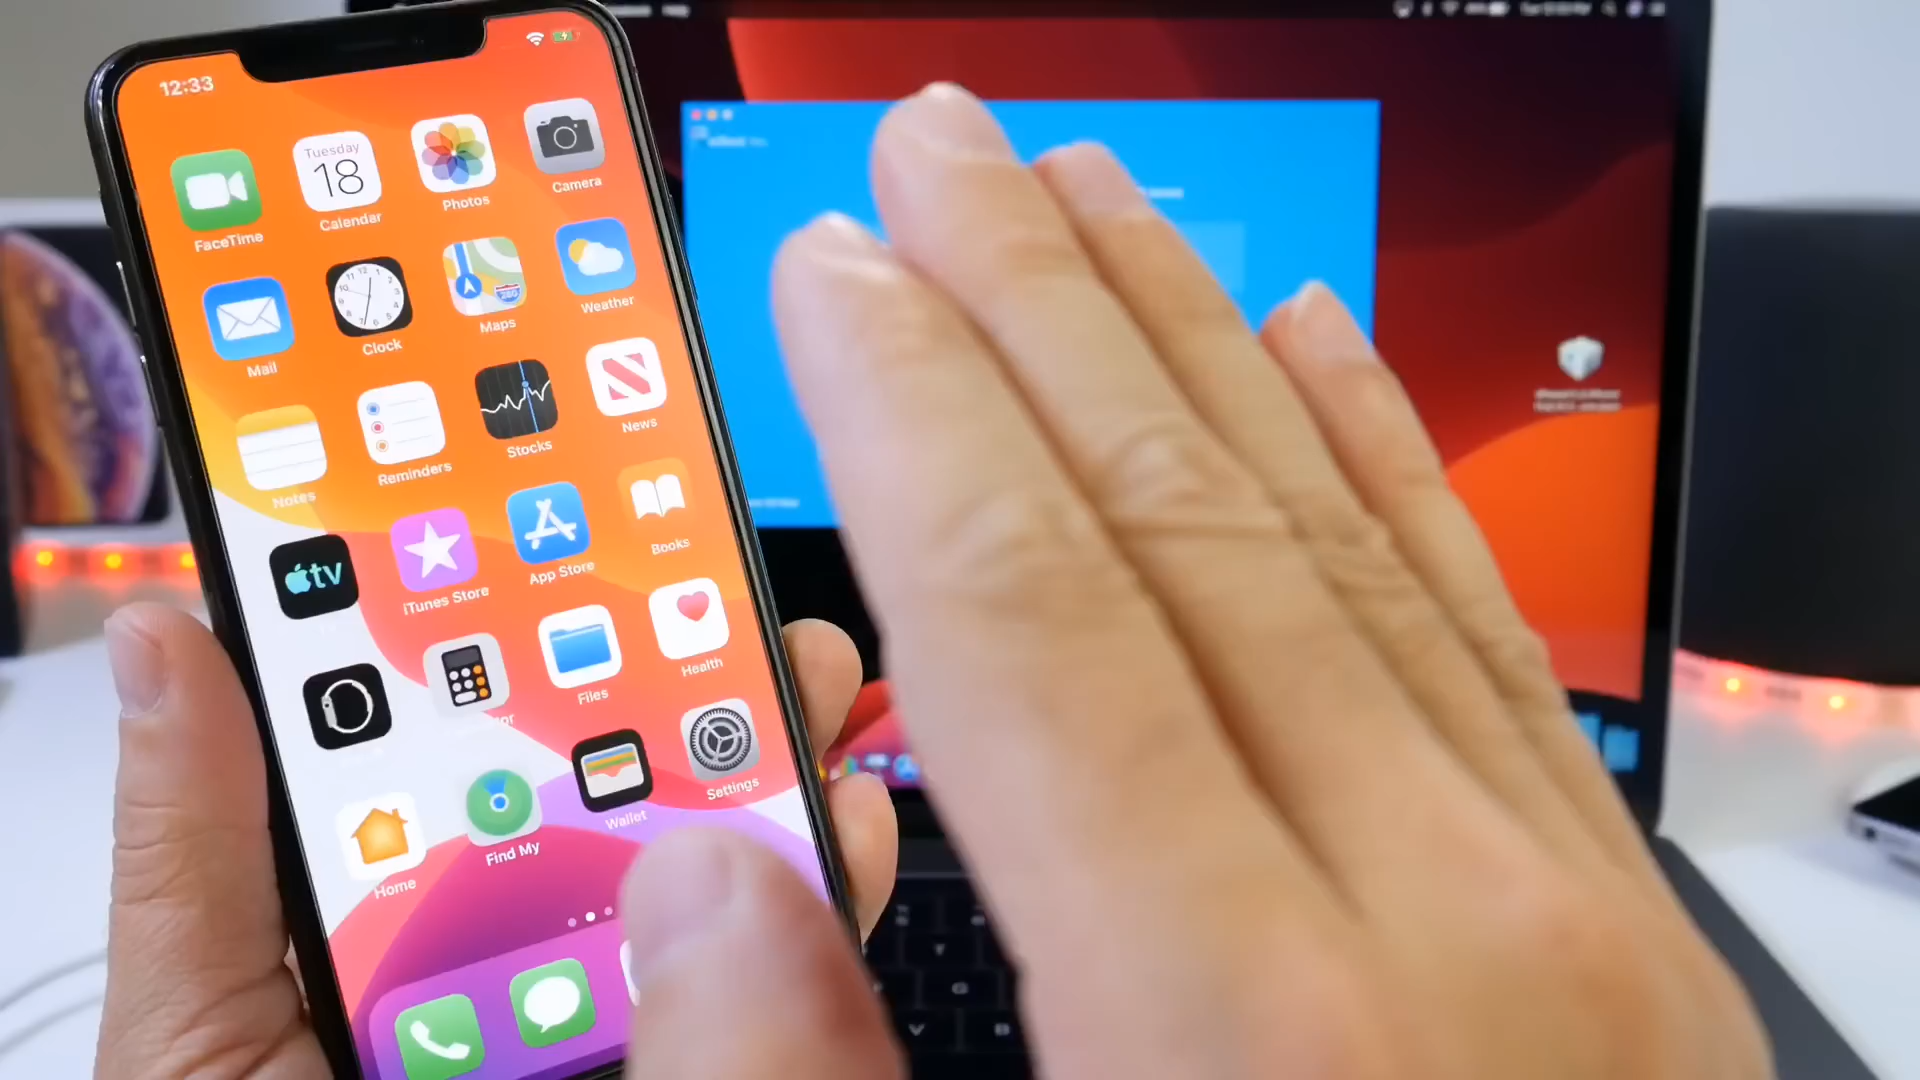 12:33
FaceTime
Tuesday
18
Calendar
Photos
Camera
Mail
Clock
280
Maps
Weather
Notes
Reminders
Stocks
News
tv
iTunes Store
App Store
Books
Files
Health
Home
Find My
Wallet
Settings
Y
G
V
B